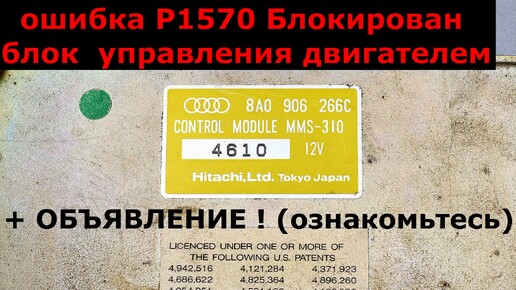 ошибка P1570 Блокирован
блок управления двигателем
8A0 906 266C
CONTROL MODULE MMS-310
4610 12V
Hitachi, Ltd. Tokyo Japan
+ ОБЪЯВЛЕНИЕ ! (ознакомьтесь)
LICENCED UNDER ONE OR MORE OF
THE FOLLOWING U.S. PATENTS
4,942,516 4,121,284 4,371,923
4,686,622 4,825,364 4,896,260